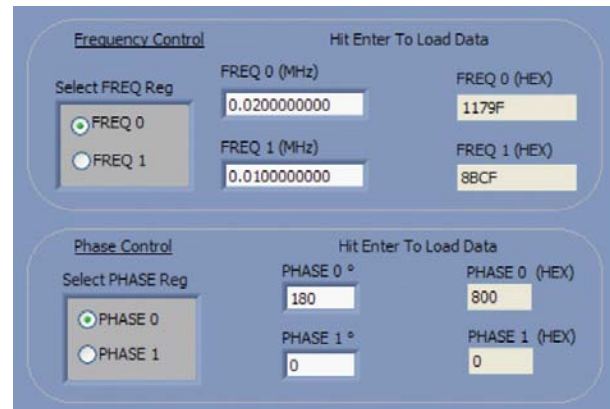 Frequency Control
Hit Enter To Load Data
Select FREQ Reg
FREQ 0
FREQ 1
FREQ 0 (MHz)
0.0200000000
FREQ 0 (HEX)
1179F
FREQ 1 (MHz)
0.0100000000
FREQ 1 (HEX)
8BCF
Phase Control
Hit Enter To Load Data
Select PHASE Reg
PHASE 0
PHASE 1
PHASE 0 °
180
PHASE 0 (HEX)
800
PHASE 1 °
0
PHASE 1 (HEX)
0